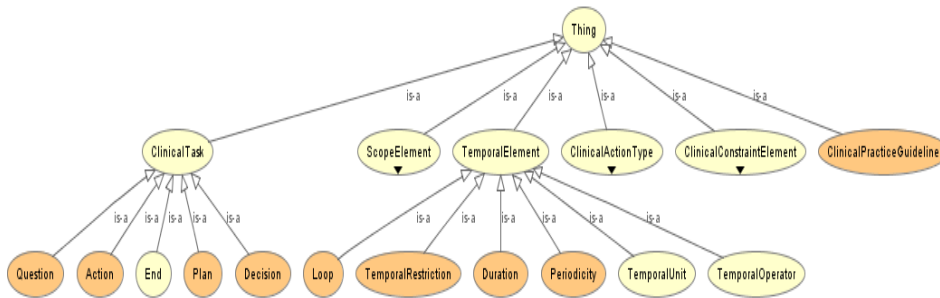 Thing
is-a
is-a
is-a
is-a
is-a
is-a
ClinicalTask
ScopeElement
TemporalElement
ClinicalActionType
ClinicalConstraintElement
ClinicalPracticeGuideline
is-a
is-a
is-a
is-a
is-a
is-a
is-a
is-a
is-a
is-a
is-a
Question
Action
End
Plan
Decision
Loop
TemporalRestriction
Duration
Periodicity
TemporalUnit
TemporalOperator